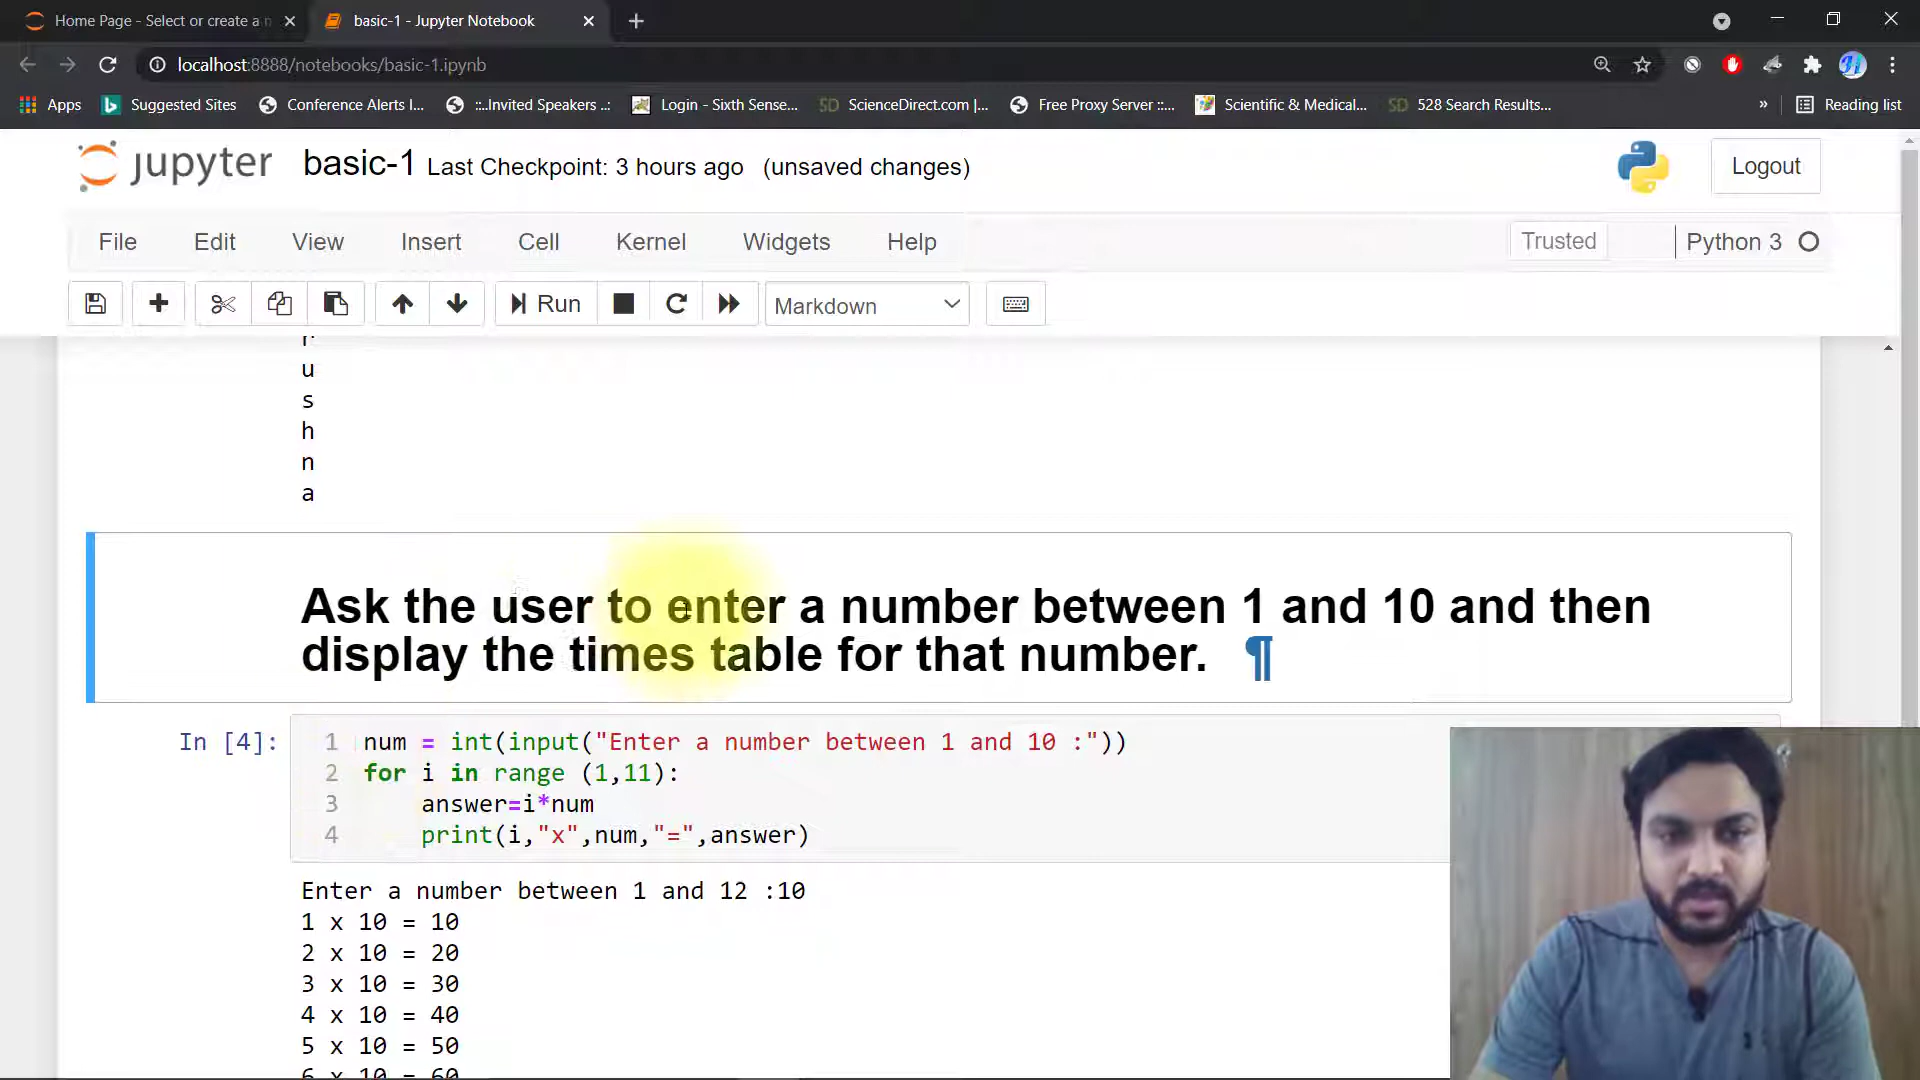 Home Page - Select or create a n
basic-1 - Jupyter Notebook
localhost:8888/notebooks/basic-1.ipynb
Apps
Suggested Sites
Conference Alerts I...
::..Invited Speakers ..:
Login - Sixth Sense...
SD ScienceDirect.com |...
Free Proxy Server ::...
Scientific & Medical...
SD 528 Search Results...
»
Reading list
jupyter basic-1 Last Checkpoint: 3 hours ago (unsaved changes)
Logout
File Edit View Insert Cell Kernel Widgets Help
Trusted
Python 3
Run
Markdown
r
u
s
h
n
a
Ask the user to enter a number between 1 and 10 and then
display the times table for that number. ¶
In [4]:
1 num = int(input("Enter a number between 1 and 10 :"))
2 for i in range (1,11):
3     answer=i*num
4     print(i,"x",num,"=",answer)
Enter a number between 1 and 12 :10
1 x 10 = 10
2 x 10 = 20
3 x 10 = 30
4 x 10 = 40
5 x 10 = 50
6 x 10 = 60